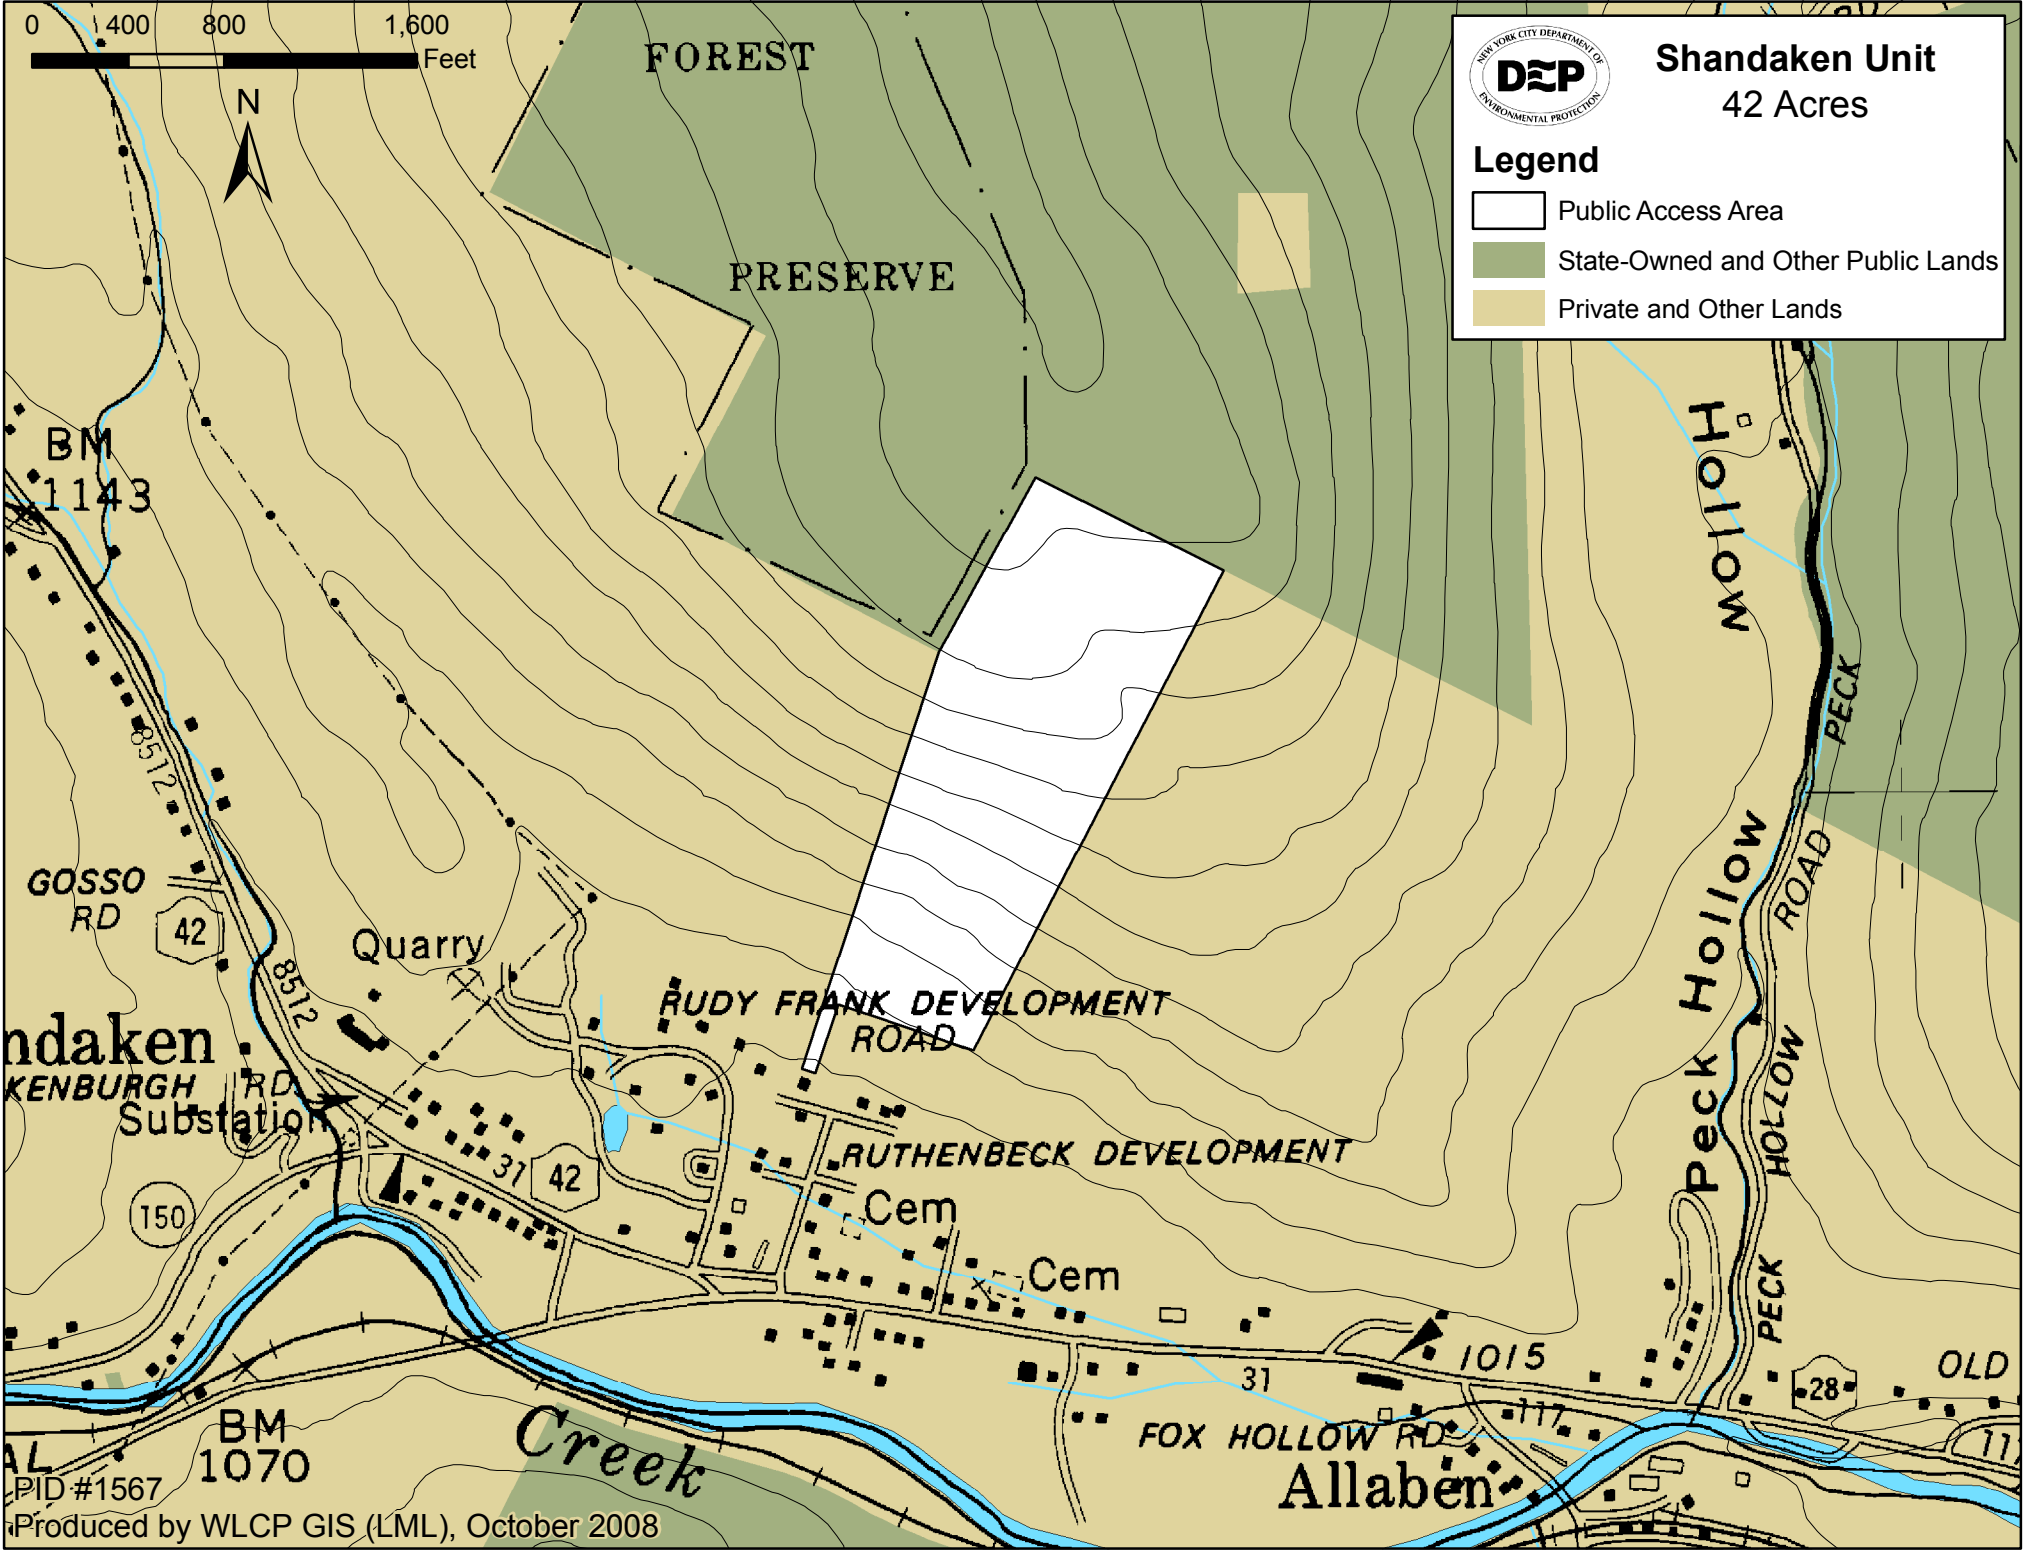 0 400 800 1,600
Feet
N
FOREST
PRESERVE
NEW YORK CITY DEPARTMENT OF
DEP
ENVIRONMENTAL PROTECTION
Shandaken Unit
42 Acres
Legend
Public Access Area
State-Owned and Other Public Lands
Private and Other Lands
BM
1143
Hollow
PECK
8512
GOSSO
RD
42
Quarry
8512
RUDY FRANK DEVELOPMENT
ROAD
Peck Hollow
ROAD
HOLLOW
PECK
ndaken
KENBURGH RD
Substation
31
42
150
RUTHENBECK DEVELOPMENT
Cem
Cem
1015
31
28
OLD
117
FOX HOLLOW RD
Allaben
BM
1070
Creek
AL
PID #1567
Produced by WLCP GIS (LML), October 2008